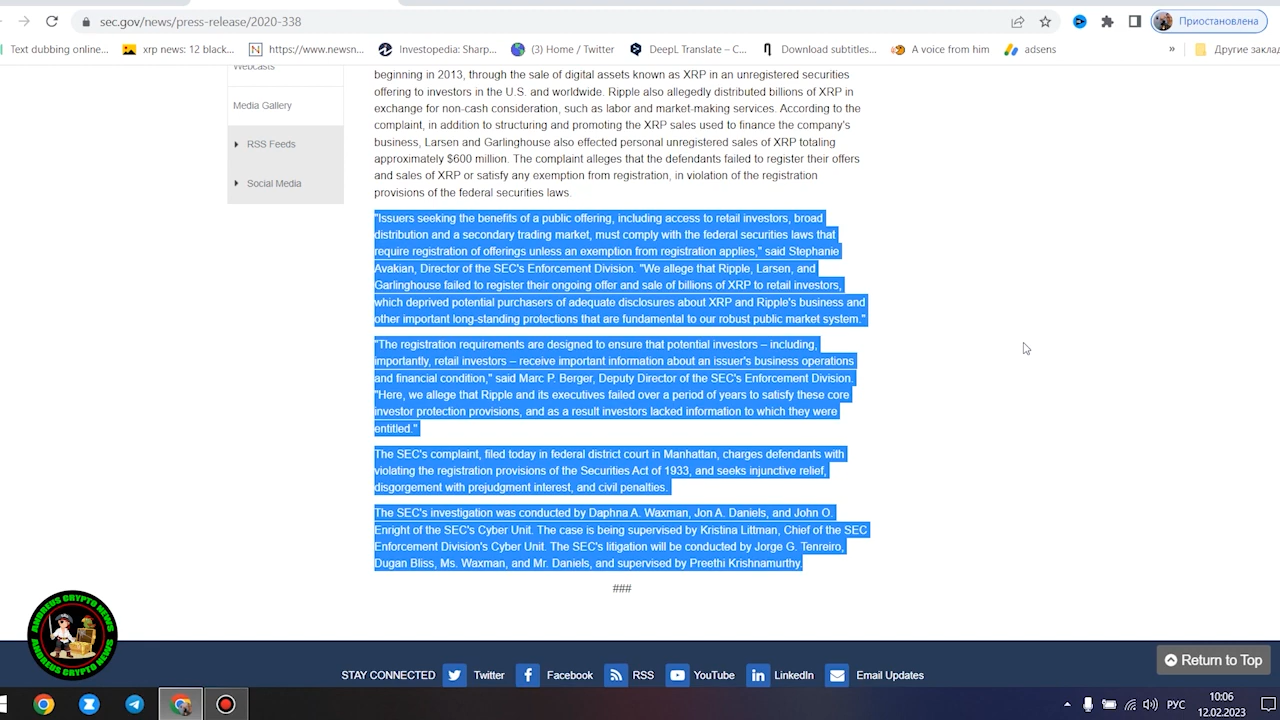 sec.gov/news/press-release/2020-338
Приостановлена
Text dubbing online...
xrp news: 12 black...
https://www.newsn...
Investopedia: Sharp...
(3) Home / Twitter
DeepL Translate – C...
Download subtitles...
A voice from him
adsens
»
Другие заклад
Webcasts
Media Gallery
RSS Feeds
Social Media
beginning in 2013, through the sale of digital assets known as XRP in an unregistered securities
offering to investors in the U.S. and worldwide. Ripple also allegedly distributed billions of XRP in
exchange for non-cash consideration, such as labor and market-making services. According to the
complaint, in addition to structuring and promoting the XRP sales used to finance the company's
business, Larsen and Garlinghouse also effected personal unregistered sales of XRP totaling
approximately $600 million. The complaint alleges that the defendants failed to register their offers
and sales of XRP or satisfy any exemption from registration, in violation of the registration
provisions of the federal securities laws.
"Issuers seeking the benefits of a public offering, including access to retail investors, broad
distribution and a secondary trading market, must comply with the federal securities laws that
require registration of offerings unless an exemption from registration applies," said Stephanie
Avakian, Director of the SEC's Enforcement Division. "We allege that Ripple, Larsen, and
Garlinghouse failed to register their ongoing offer and sale of billions of XRP to retail investors,
which deprived potential purchasers of adequate disclosures about XRP and Ripple's business and
other important long-standing protections that are fundamental to our robust public market system."
"The registration requirements are designed to ensure that potential investors – including,
importantly, retail investors – receive important information about an issuer's business operations
and financial condition," said Marc P. Berger, Deputy Director of the SEC's Enforcement Division.
"Here, we allege that Ripple and its executives failed over a period of years to satisfy these core
investor protection provisions, and as a result investors lacked information to which they were
entitled."
The SEC's complaint, filed today in federal district court in Manhattan, charges defendants with
violating the registration provisions of the Securities Act of 1933, and seeks injunctive relief,
disgorgement with prejudgment interest, and civil penalties.
The SEC's investigation was conducted by Daphna A. Waxman, Jon A. Daniels, and John O.
Enright of the SEC's Cyber Unit. The case is being supervised by Kristina Littman, Chief of the SEC
Enforcement Division's Cyber Unit. The SEC's litigation will be conducted by Jorge G. Tenreiro,
Dugan Bliss, Ms. Waxman, and Mr. Daniels, and supervised by Preethi Krishnamurthy.
###
ANDREUS CRYPTO NEWS
ANDREUS CRYPTO NEWS
Return to Top
STAY CONNECTED
Twitter
Facebook
RSS
YouTube
LinkedIn
Email Updates
РУС
10:06
12.02.2023